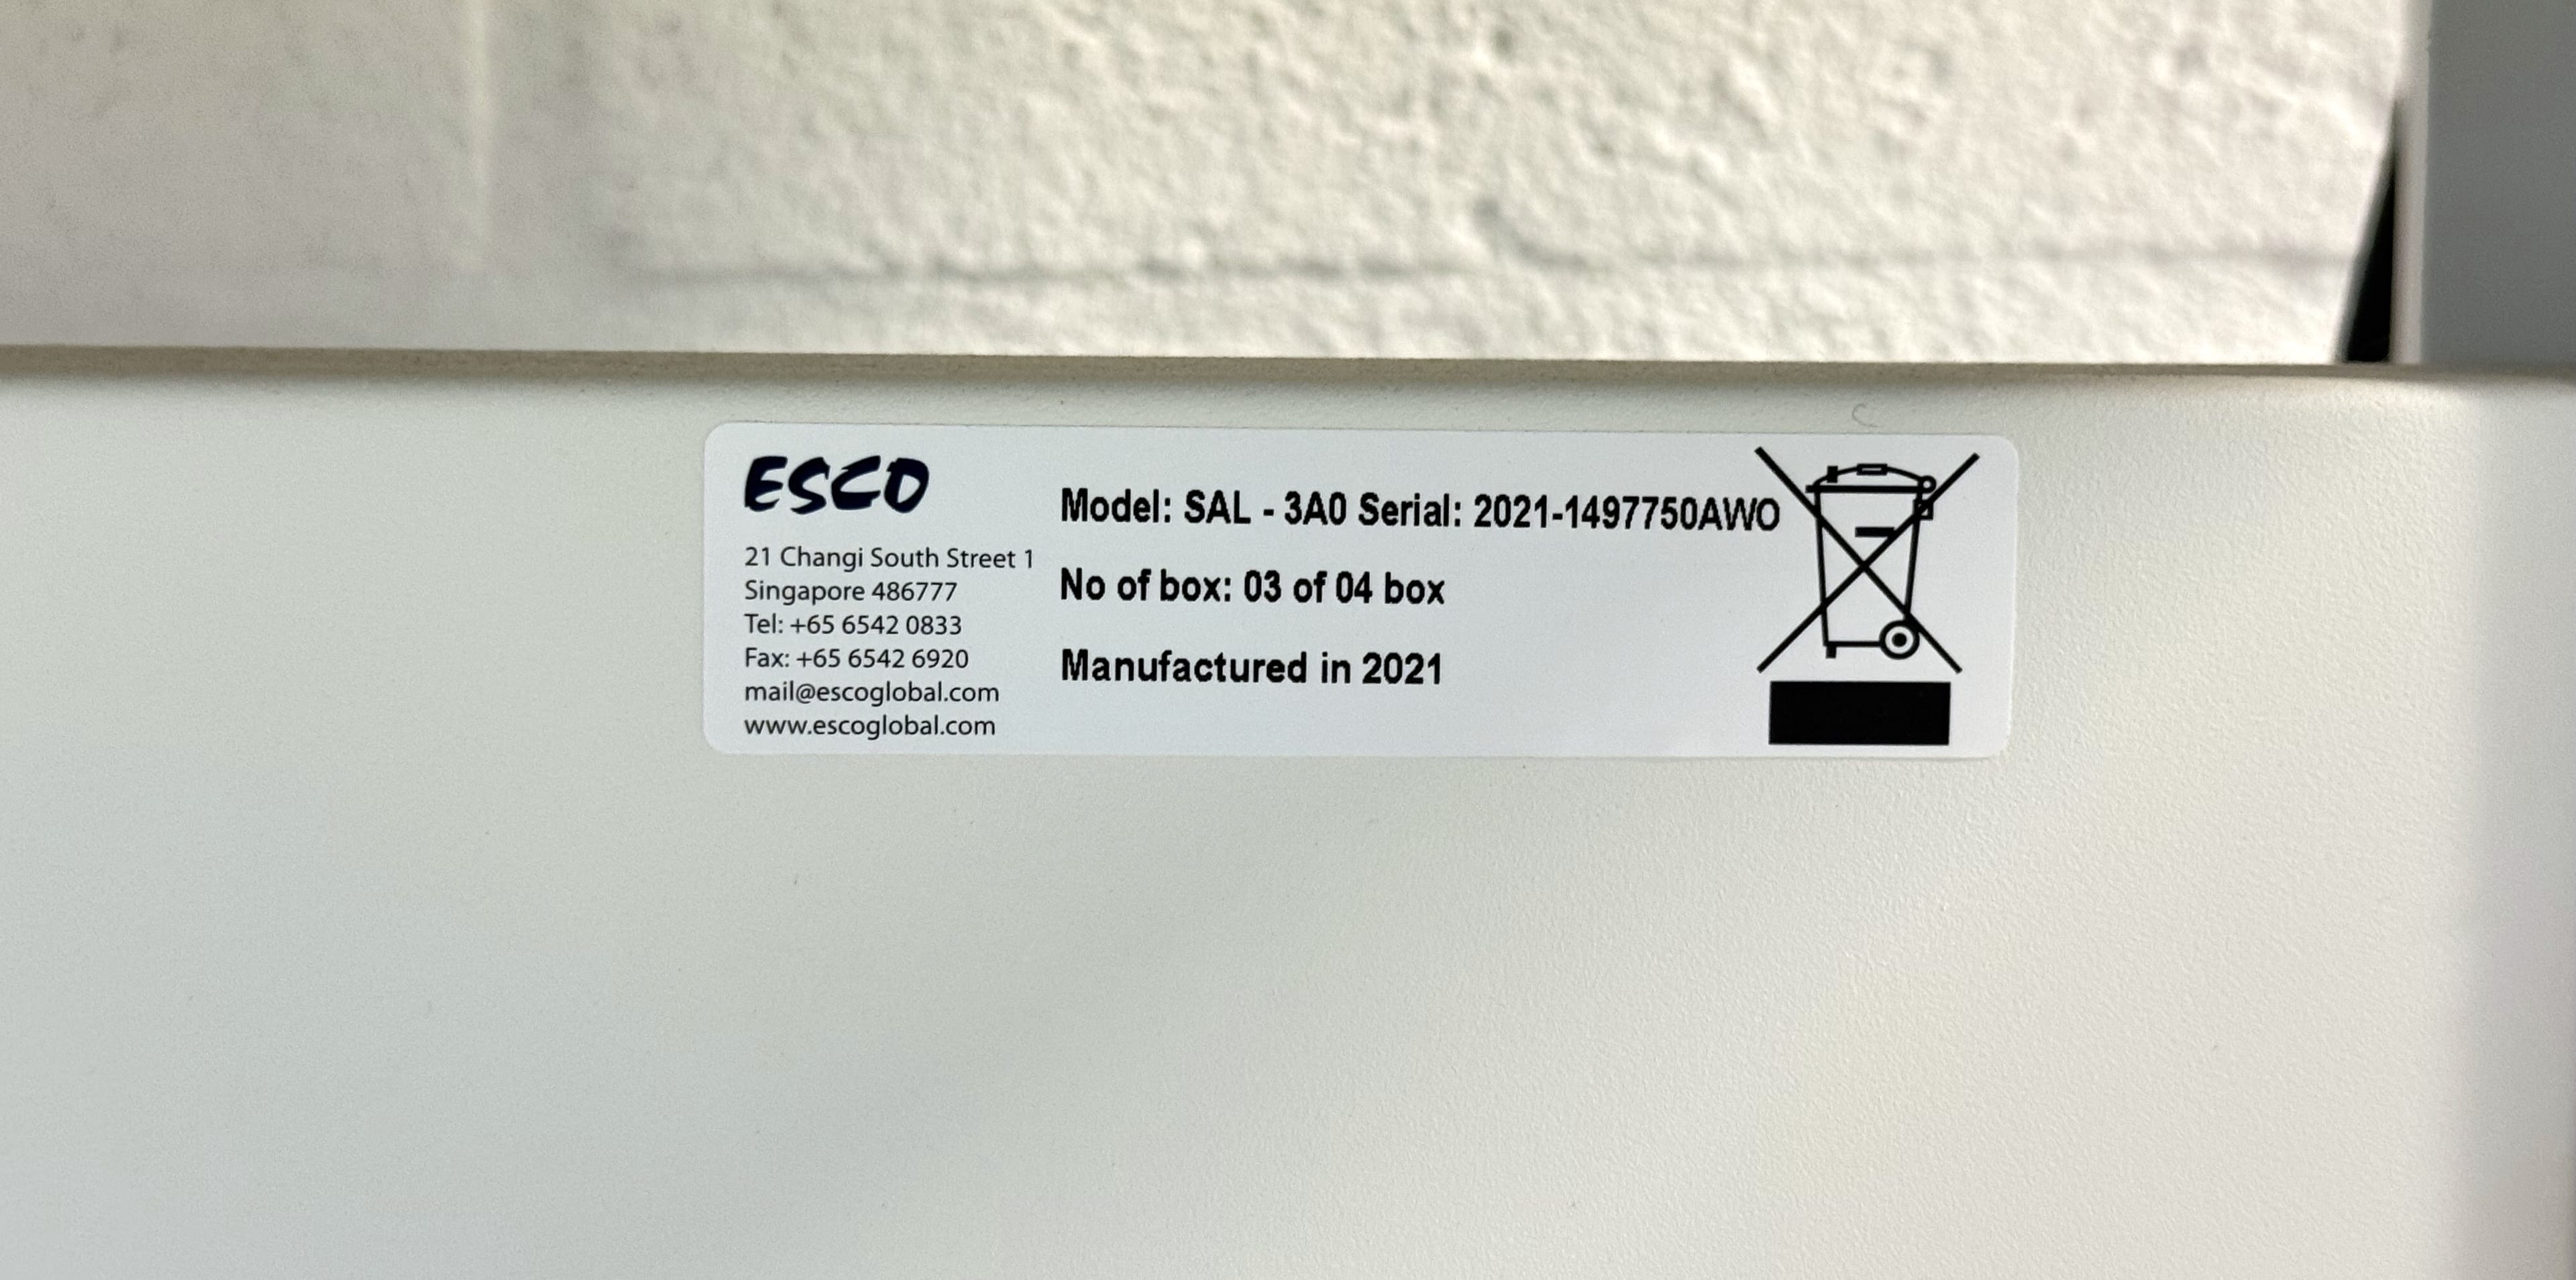 ESCO
21 Changi South Street 1
Singapore 486777
Tel: +65 6542 0833
Fax: +65 6542 6920
mail@escoglobal.com
www.escoglobal.com
Model: SAL - 3A0 Serial: 2021-1497750AWO
No of box: 03 of 04 box
Manufactured in 2021